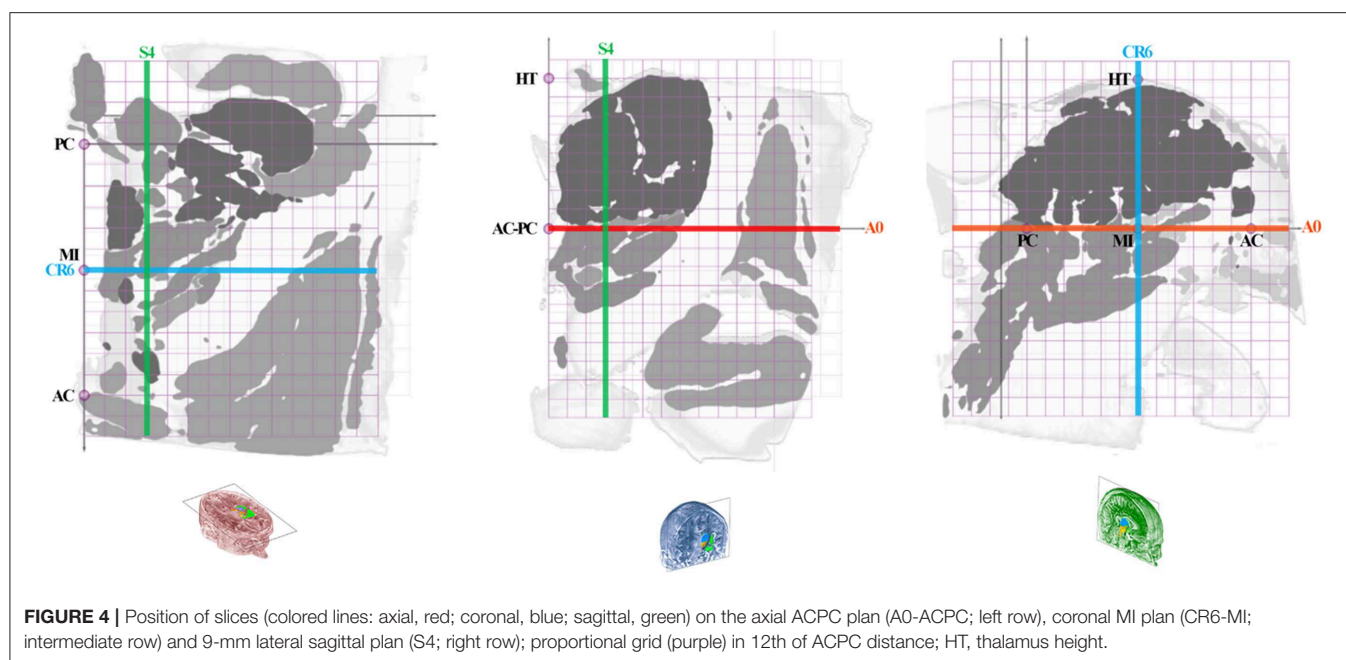 S4
PC
MI
CR6
AC
S4
HT
AC-PC
A0
CR6
HT
PC
MI
AC
A0
FIGURE 4 | Position of slices (colored lines: axial, red; coronal, blue; sagittal, green) on the axial ACPC plan (A0-ACPC; left row), coronal MI plan (CR6-MI;
intermediate row) and 9-mm lateral sagittal plan (S4; right row); proportional grid (purple) in 12th of ACPC distance; HT, thalamus height.